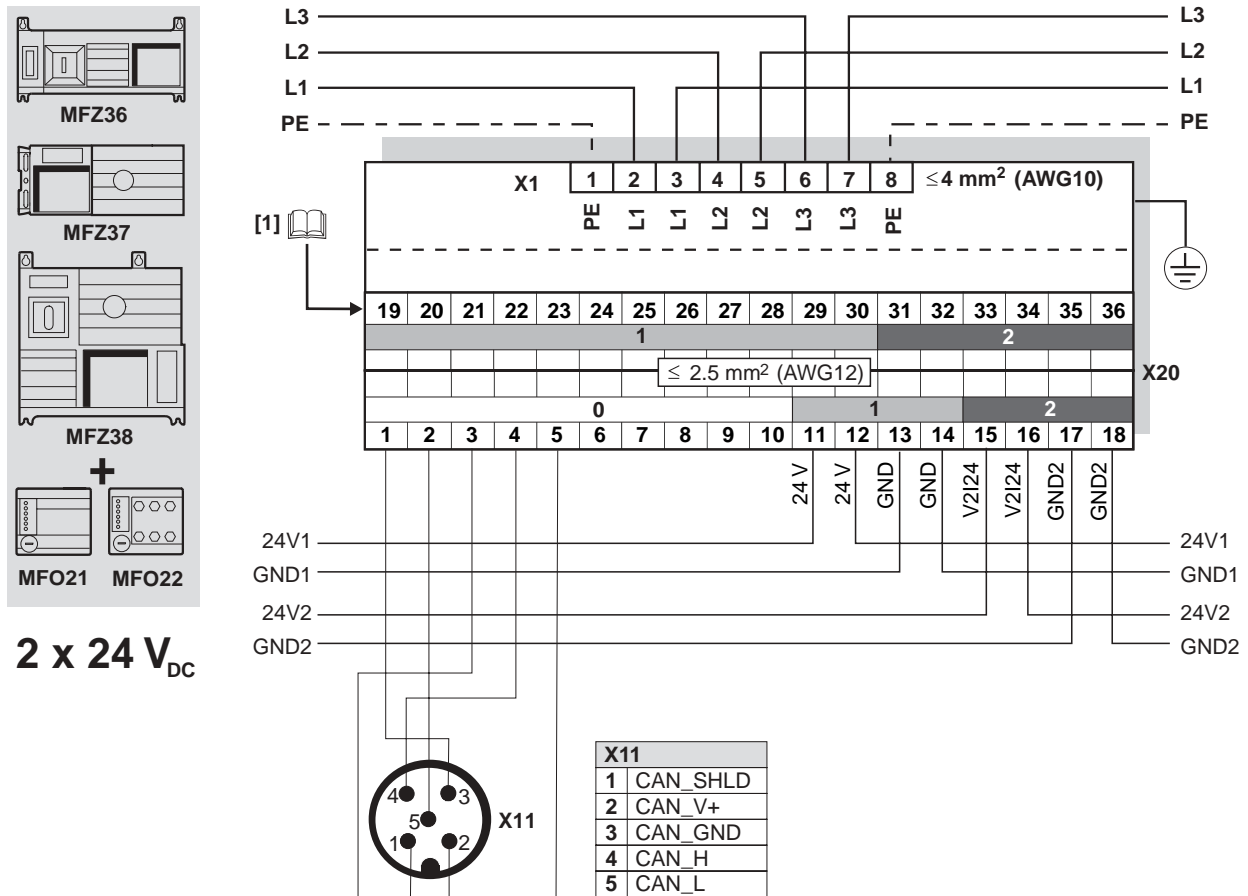 MFZ36
MFZ37
MFZ38
+
MFO21 MFO22
2 x 24 VDC
L3 L3
L2 L2
L1 L1
PE PE
X1 1 2 3 4 5 6 7 8 ≤4 mm² (AWG10)
PE L1 L1 L2 L2 L3 L3 PE
[1]
19 20 21 22 23 24 25 26 27 28 29 30 31 32 33 34 35 36
1 2
≤ 2.5 mm² (AWG12) X20
0 1 2
1 2 3 4 5 6 7 8 9 10 11 12 13 14 15 16 17 18
24 V 24 V GND GND V2I24 V2I24 GND2 GND2
24V1 24V1
GND1 GND1
24V2 24V2
GND2 GND2
4 3
5
1 2
X11
X11
1 CAN_SHLD
2 CAN_V+
3 CAN_GND
4 CAN_H
5 CAN_L